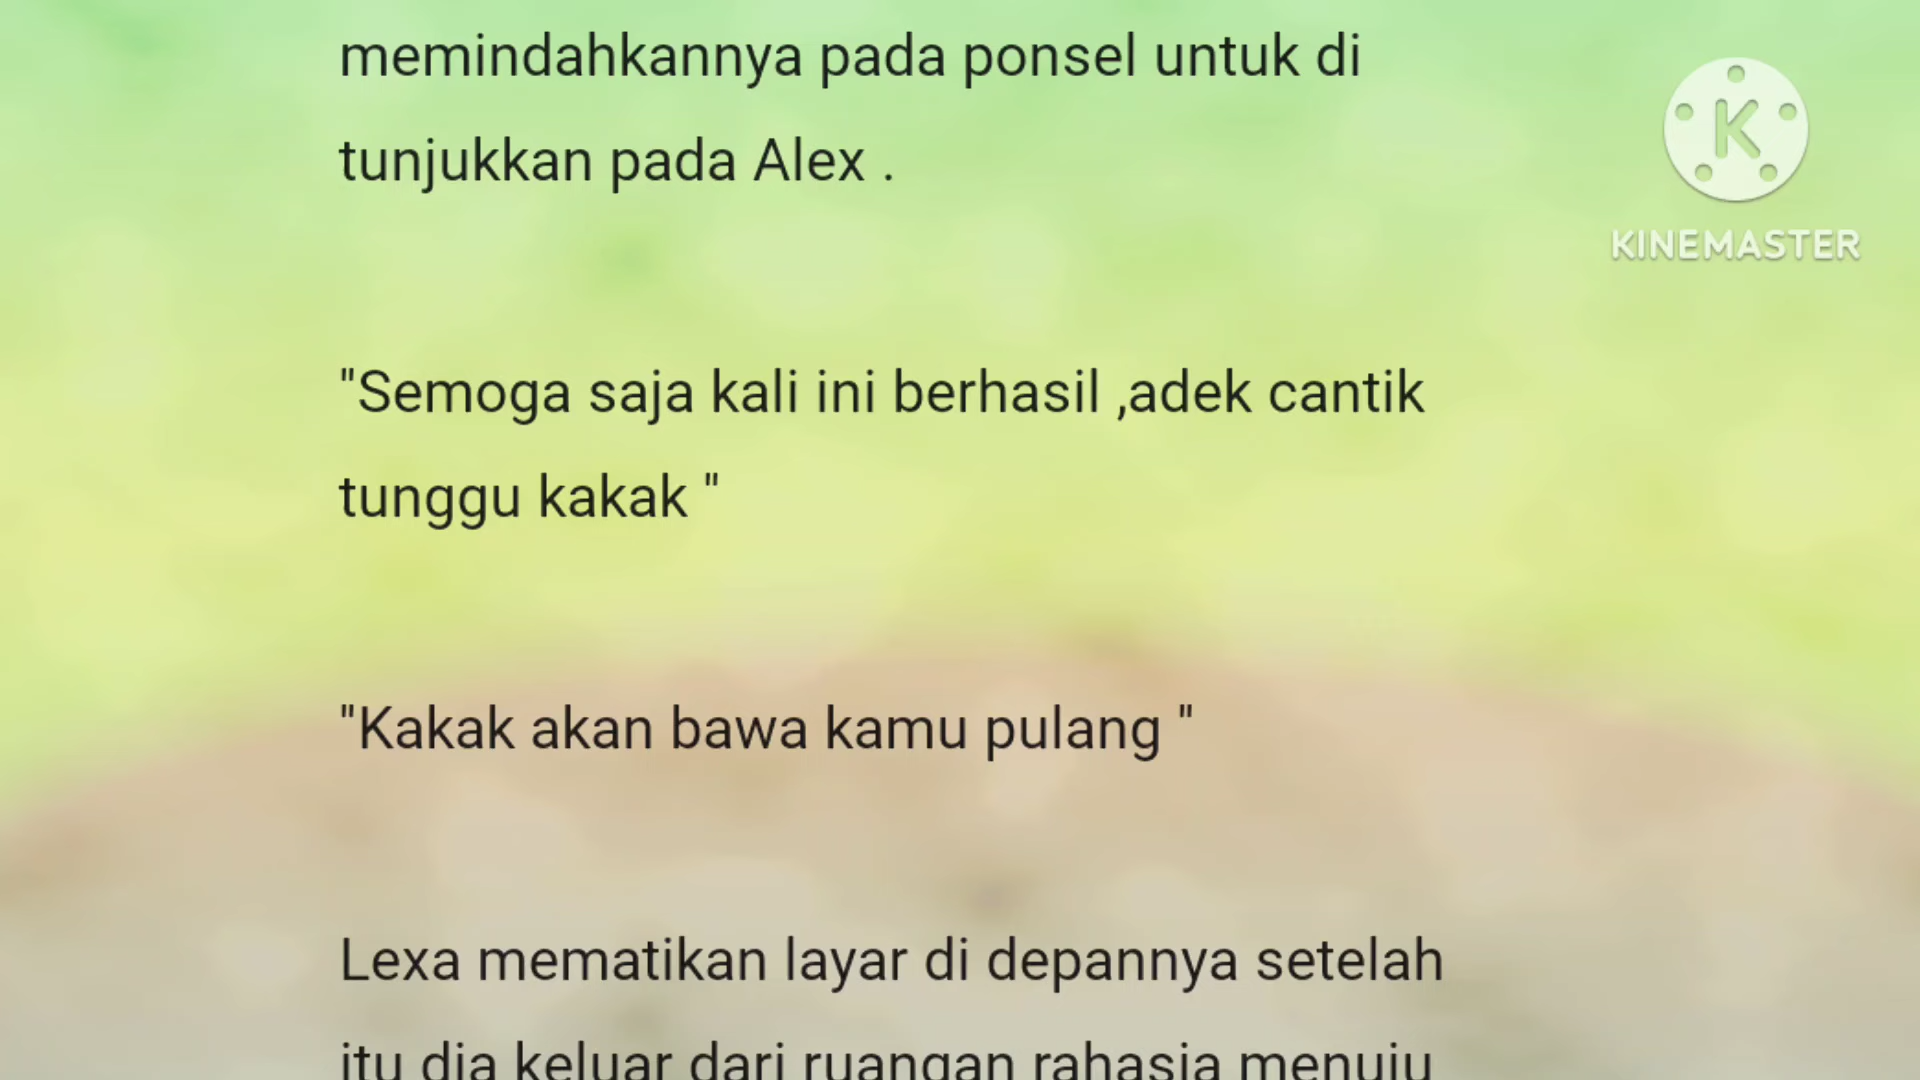 memindahkannya pada ponsel untuk di
tunjukkan pada Alex .
K
KINEMASTER
"Semoga saja kali ini berhasil ,adek cantik
tunggu kakak "
"Kakak akan bawa kamu pulang "
Lexa mematikan layar di depannya setelah
itu dia keluar dari ruangan rahasia menuju